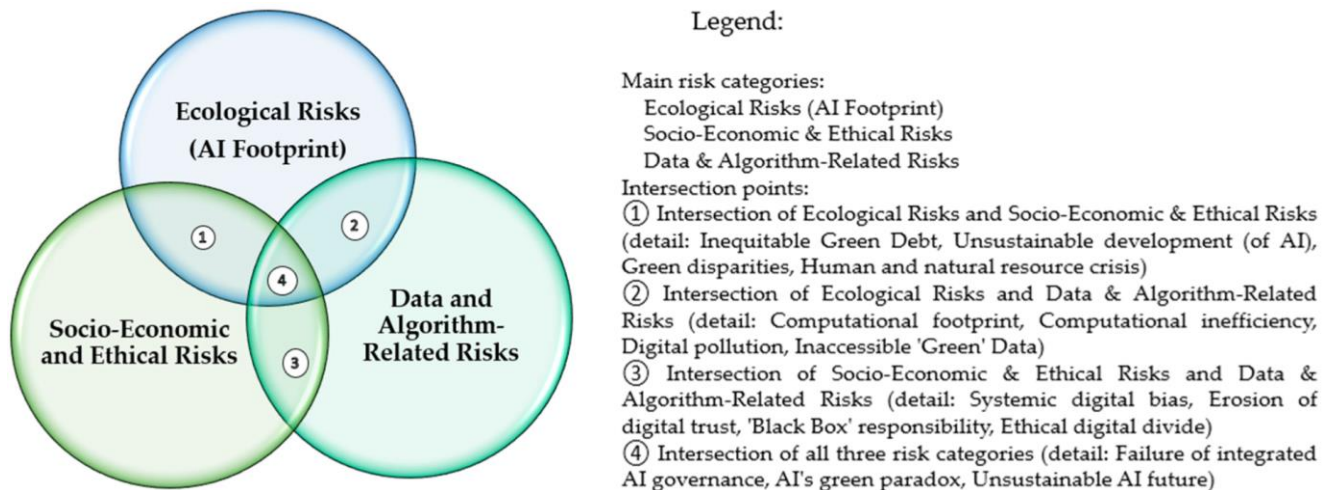 Ecological Risks
(AI Footprint)
①
②
④
③
Socio-Economic
and Ethical Risks
Data and
Algorithm-
Related Risks
Legend:
Main risk categories:
Ecological Risks (AI Footprint)
Socio-Economic & Ethical Risks
Data & Algorithm-Related Risks
Intersection points:
① Intersection of Ecological Risks and Socio-Economic & Ethical Risks
(detail: Inequitable Green Debt, Unsustainable development (of AI),
Green disparities, Human and natural resource crisis)
② Intersection of Ecological Risks and Data & Algorithm-Related
Risks (detail: Computational footprint, Computational inefficiency,
Digital pollution, Inaccessible 'Green' Data)
③ Intersection of Socio-Economic & Ethical Risks and Data &
Algorithm-Related Risks (detail: Systemic digital bias, Erosion of
digital trust, 'Black Box' responsibility, Ethical digital divide)
④ Intersection of all three risk categories (detail: Failure of integrated
AI governance, AI's green paradox, Unsustainable AI future)